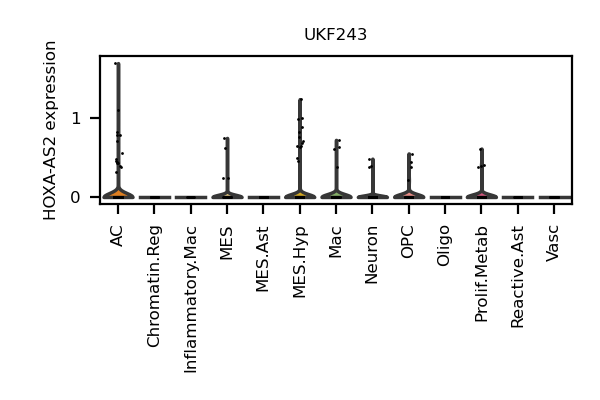 UKF243
HOXA-AS2 expression
1
0
AC
Chromatin.Reg
Inflammatory.Mac
MES
MES.Ast
MES.Hyp
Mac
Neuron
OPC
Oligo
Prolif.Metab
Reactive.Ast
Vasc